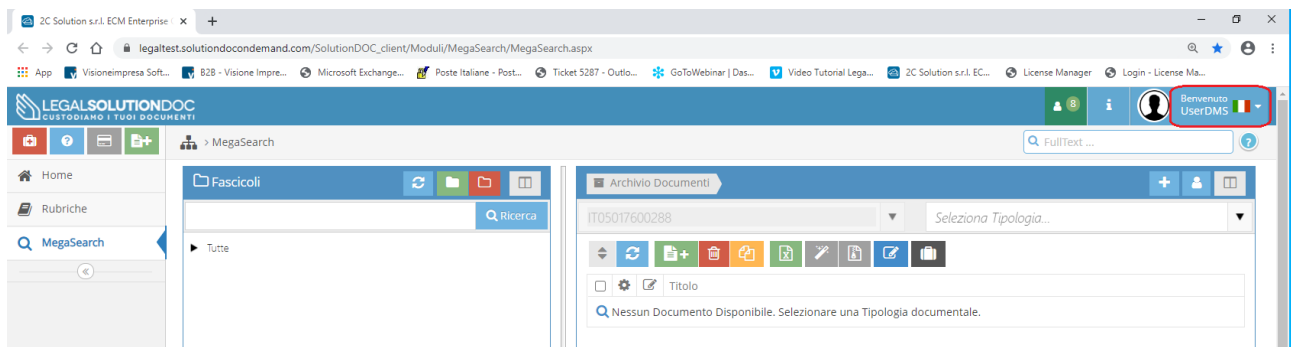 2C Solution s.r.l. ECM Enterprise
legaltest.solutiondocondemand.com/SolutionDOC_client/Moduli/MegaSearch/MegaSearch.aspx
App Visioneimpresa Soft... B2B - Visione Impre... Microsoft Exchange... Poste Italiane - Post... Ticket 5287 - Outlo... GoToWebinar | Das... Video Tutorial Lega... 2C Solution s.r.l. EC... License Manager Login - License Ma...
LEGALSOLUTIONDOC
CUSTODIAMO I TUOI DOCUMENTI
8
i
Benvenuto
UserDMS
> MegaSearch
FullText ...
Home
Rubriche
MegaSearch
Fascicoli
Ricerca
Tutte
Archivio Documenti
IT05017600288
Seleziona Tipologia...
Titolo
Nessun Documento Disponibile. Selezionare una Tipologia documentale.